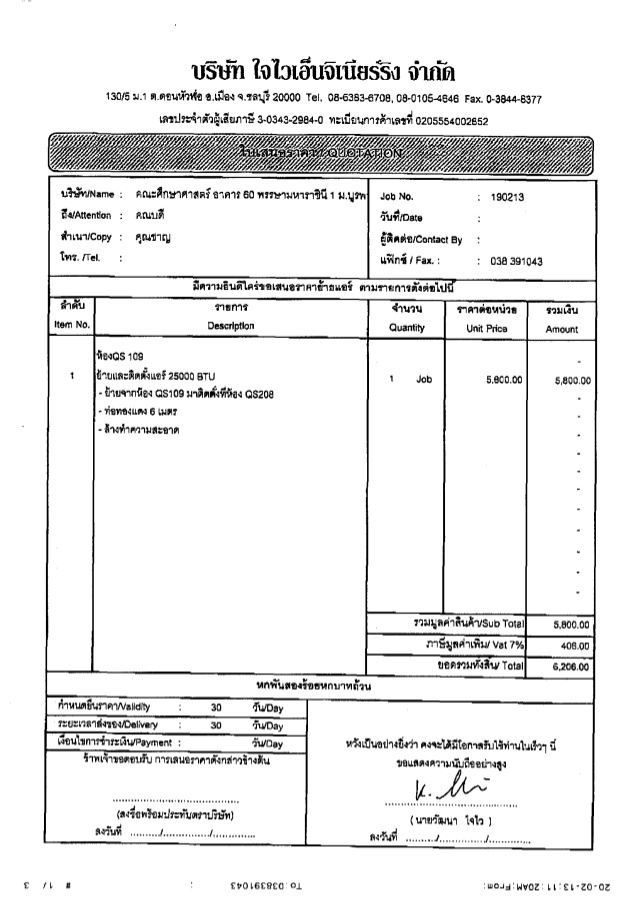 บริษัท ใจไวเอ็นจิเนียร์ริง จำกัด
130/5 ม.1 ต.ดอนหัวฬ่อ อ.เมือง จ.ชลบุรี 20000 Tel. 08-6383-6708, 08-0105-4646 Fax. 0-3844-8377
เลขประจำตัวผู้เสียภาษี 3-0343-2984-0 ทะเบียนการค้าเลขที่ 0205554002652
ใบเสนอราคา / QUOTATION
บริษัท/Name : คณะศึกษาศาสตร์ อาคาร 60 พรรษามหาราชินี 1 ม.บูรพ
ถึง/Attention : คณบดี
สำเนา/Copy : คุณชาญ
โทร. /Tel. :
Job No. : 190213
วันที่/Date :
ผู้ติดต่อ/Contact By :
แฟ็กซ์ / Fax. : : 038 391043
มีความยินดีใคร่ขอเสนอราคาย้ายแอร์ ตามรายการดังต่อไปนี้
ลำดับ รายการ จำนวน ราคาต่อหน่วย รวมเงิน
Item No. Description Quantity Unit Price Amount
ห้องQS 109 -
1 ย้ายและติดตั้งแอร์ 25000 BTU 1 Job 5,800.00 5,800.00
- ย้ายจากห้อง QS109 มาติดตั้งที่ห้อง QS208 -
- ท่อทองแดง 6 เมตร -
- ล้างทำความสะอาด -
รวมมูลค่าสินค้า/Sub Total 5,800.00
ภาษีมูลค่าเพิ่ม/ Vat 7% 406.00
ยอดรวมทั้งสิ้น/ Total 6,206.00
หกพันสองร้อยหกบาทถ้วน
กำหนดยืนราคา/Validity : 30 วัน/Day
ระยะเวลาส่งของ/Delivery : 30 วัน/Day
เงื่อนไขการชำระเงิน/Payment : วัน/Day
ข้าพเจ้าขอตอบรับ การเสนอราคาดังกล่าวข้างต้น
(ลงชื่อพร้อมประทับตราบริษัท)
ลงวันที่ ........./............../.............
หวังเป็นอย่างยิ่งว่า คงจะได้มีโอกาสรับใช้ท่านในเร็วๆ นี้
ขอแสดงความนับถืออย่างสูง
( นายวัฒนา ใจไว )
ลงวันที่ ........./............../.............
20-02-13;11:20AM;From: To:038391043 ; # 1/ 3